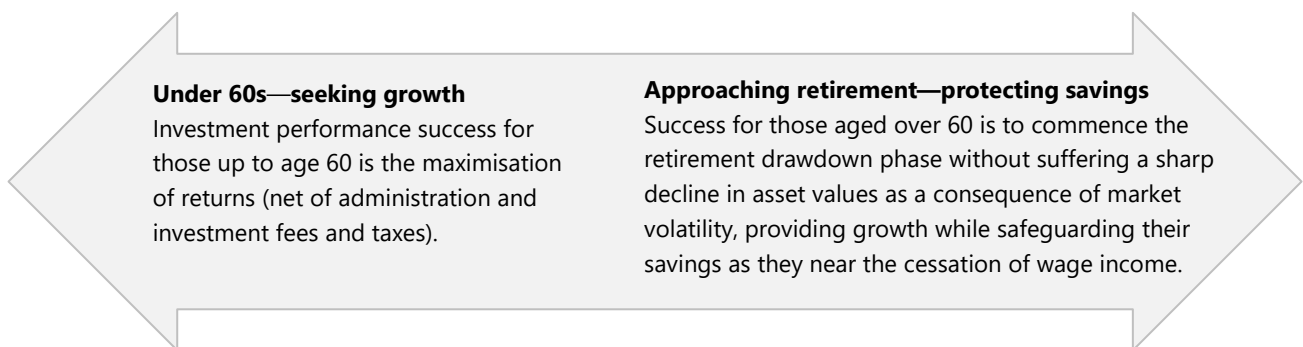 Under 60s—seeking growth
Investment performance success for
those up to age 60 is the maximisation
of returns (net of administration and
investment fees and taxes).
Approaching retirement—protecting savings
Success for those aged over 60 is to commence the
retirement drawdown phase without suffering a sharp
decline in asset values as a consequence of market
volatility, providing growth while safeguarding their
savings as they near the cessation of wage income.